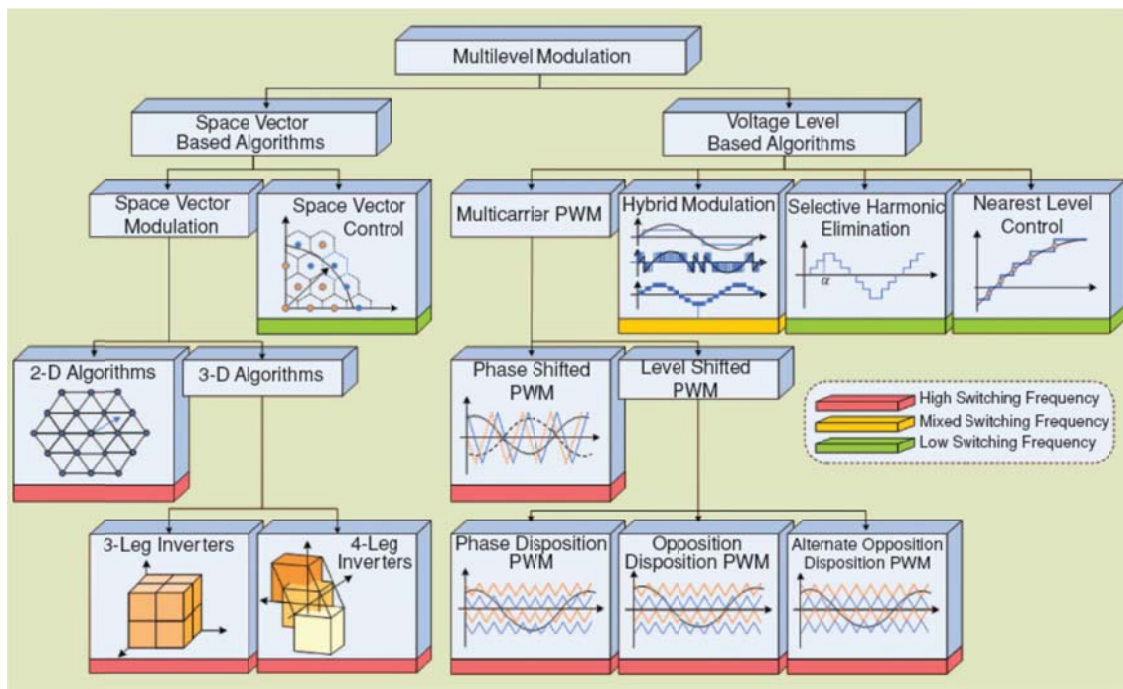 Multilevel Modulation
Space Vector
Based Algorithms
Voltage Level
Based Algorithms
Space Vector
Modulation
Space Vector
Control
Multicarrier PWM
Hybrid Modulation
Selective Harmonic
Elimination
α
Nearest Level
Control
2-D Algorithms
3-D Algorithms
Phase Shifted
PWM
Level Shifted
PWM
High Switching Frequency
Mixed Switching Frequency
Low Switching Frequency
3-Leg Inverters
4-Leg
Inverters
Phase Disposition
PWM
Opposition
Disposition PWM
Alternate Opposition
Disposition PWM